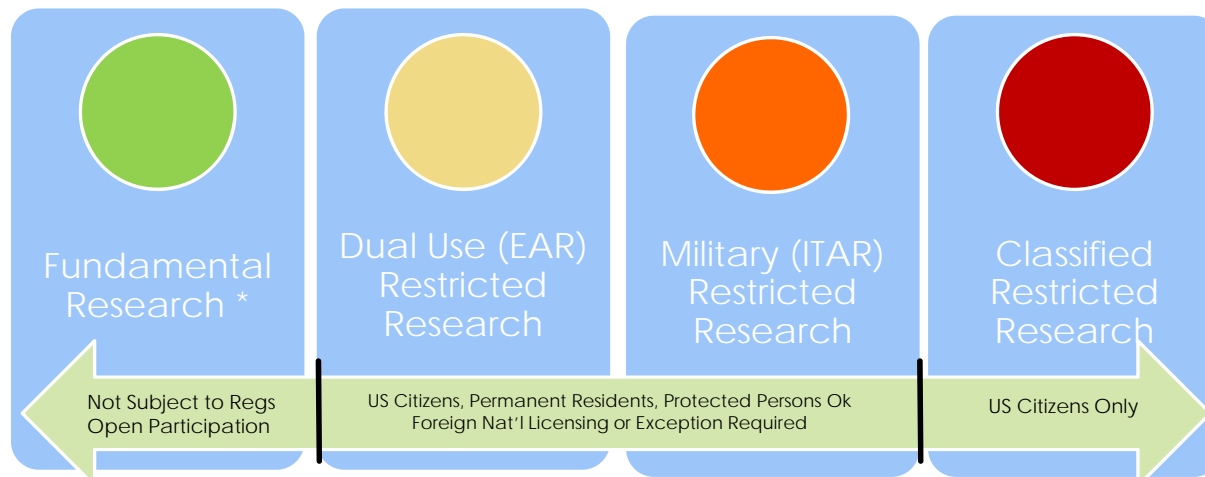 Fundamental
Research *
Dual Use (EAR)
Restricted
Research
Military (ITAR)
Restricted
Research
Classified
Restricted
Research
Not Subject to Regs
Open Participation
US Citizens, Permanent Residents, Protected Persons Ok
Foreign Nat'l Licensing or Exception Required
US Citizens Only